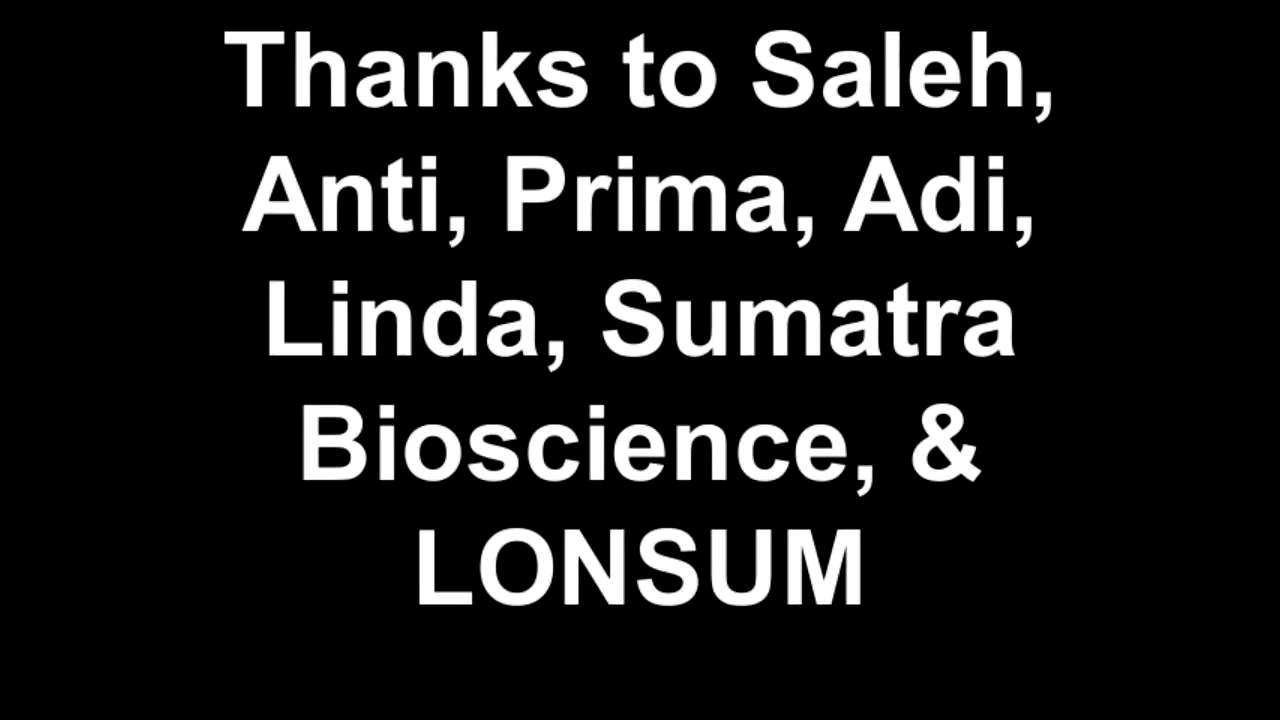 Thanks to Saleh,
Anti, Prima, Adi,
Linda, Sumatra
Bioscience, &
LONSUM